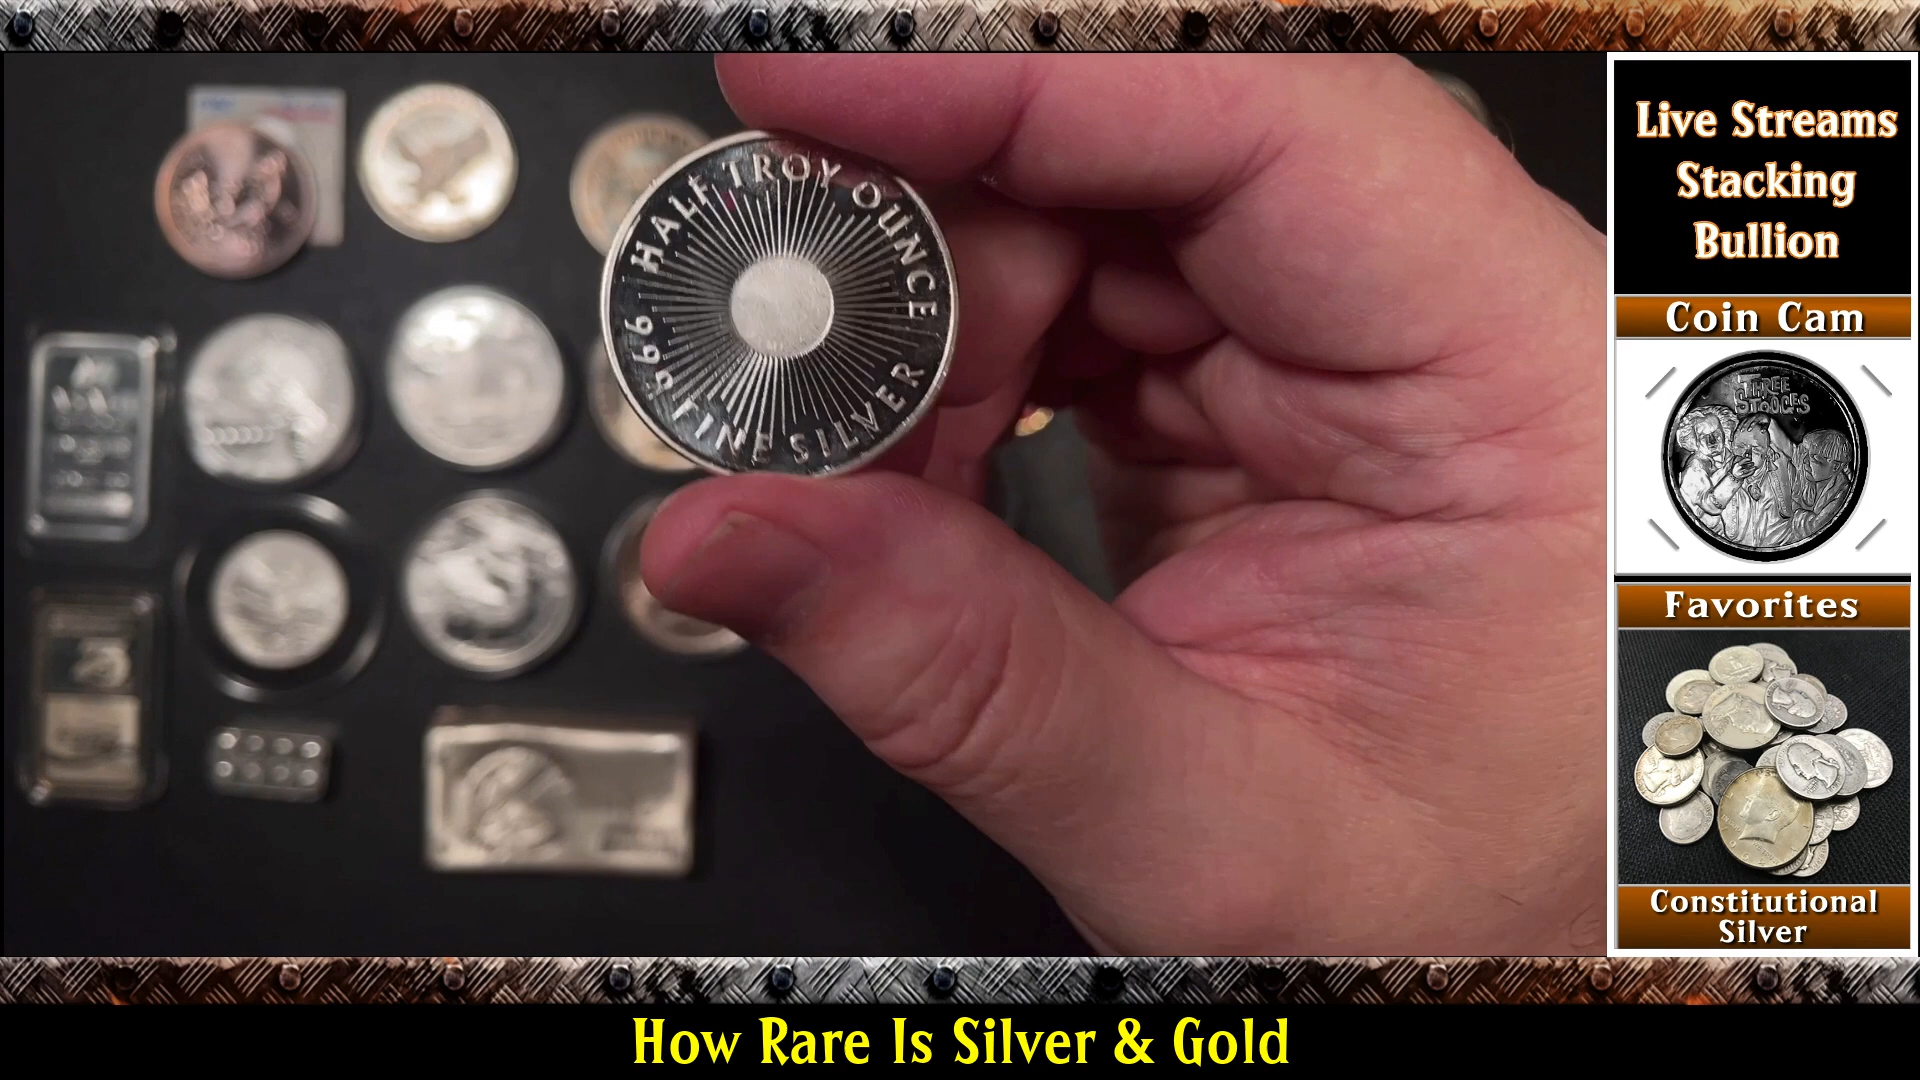 HALF TROY OUNCE
999 FINE SILVER
Live Streams
Stacking
Bullion
Coin Cam
THREE
STOOGES
Favorites
Constitutional
Silver
How Rare Is Silver & Gold